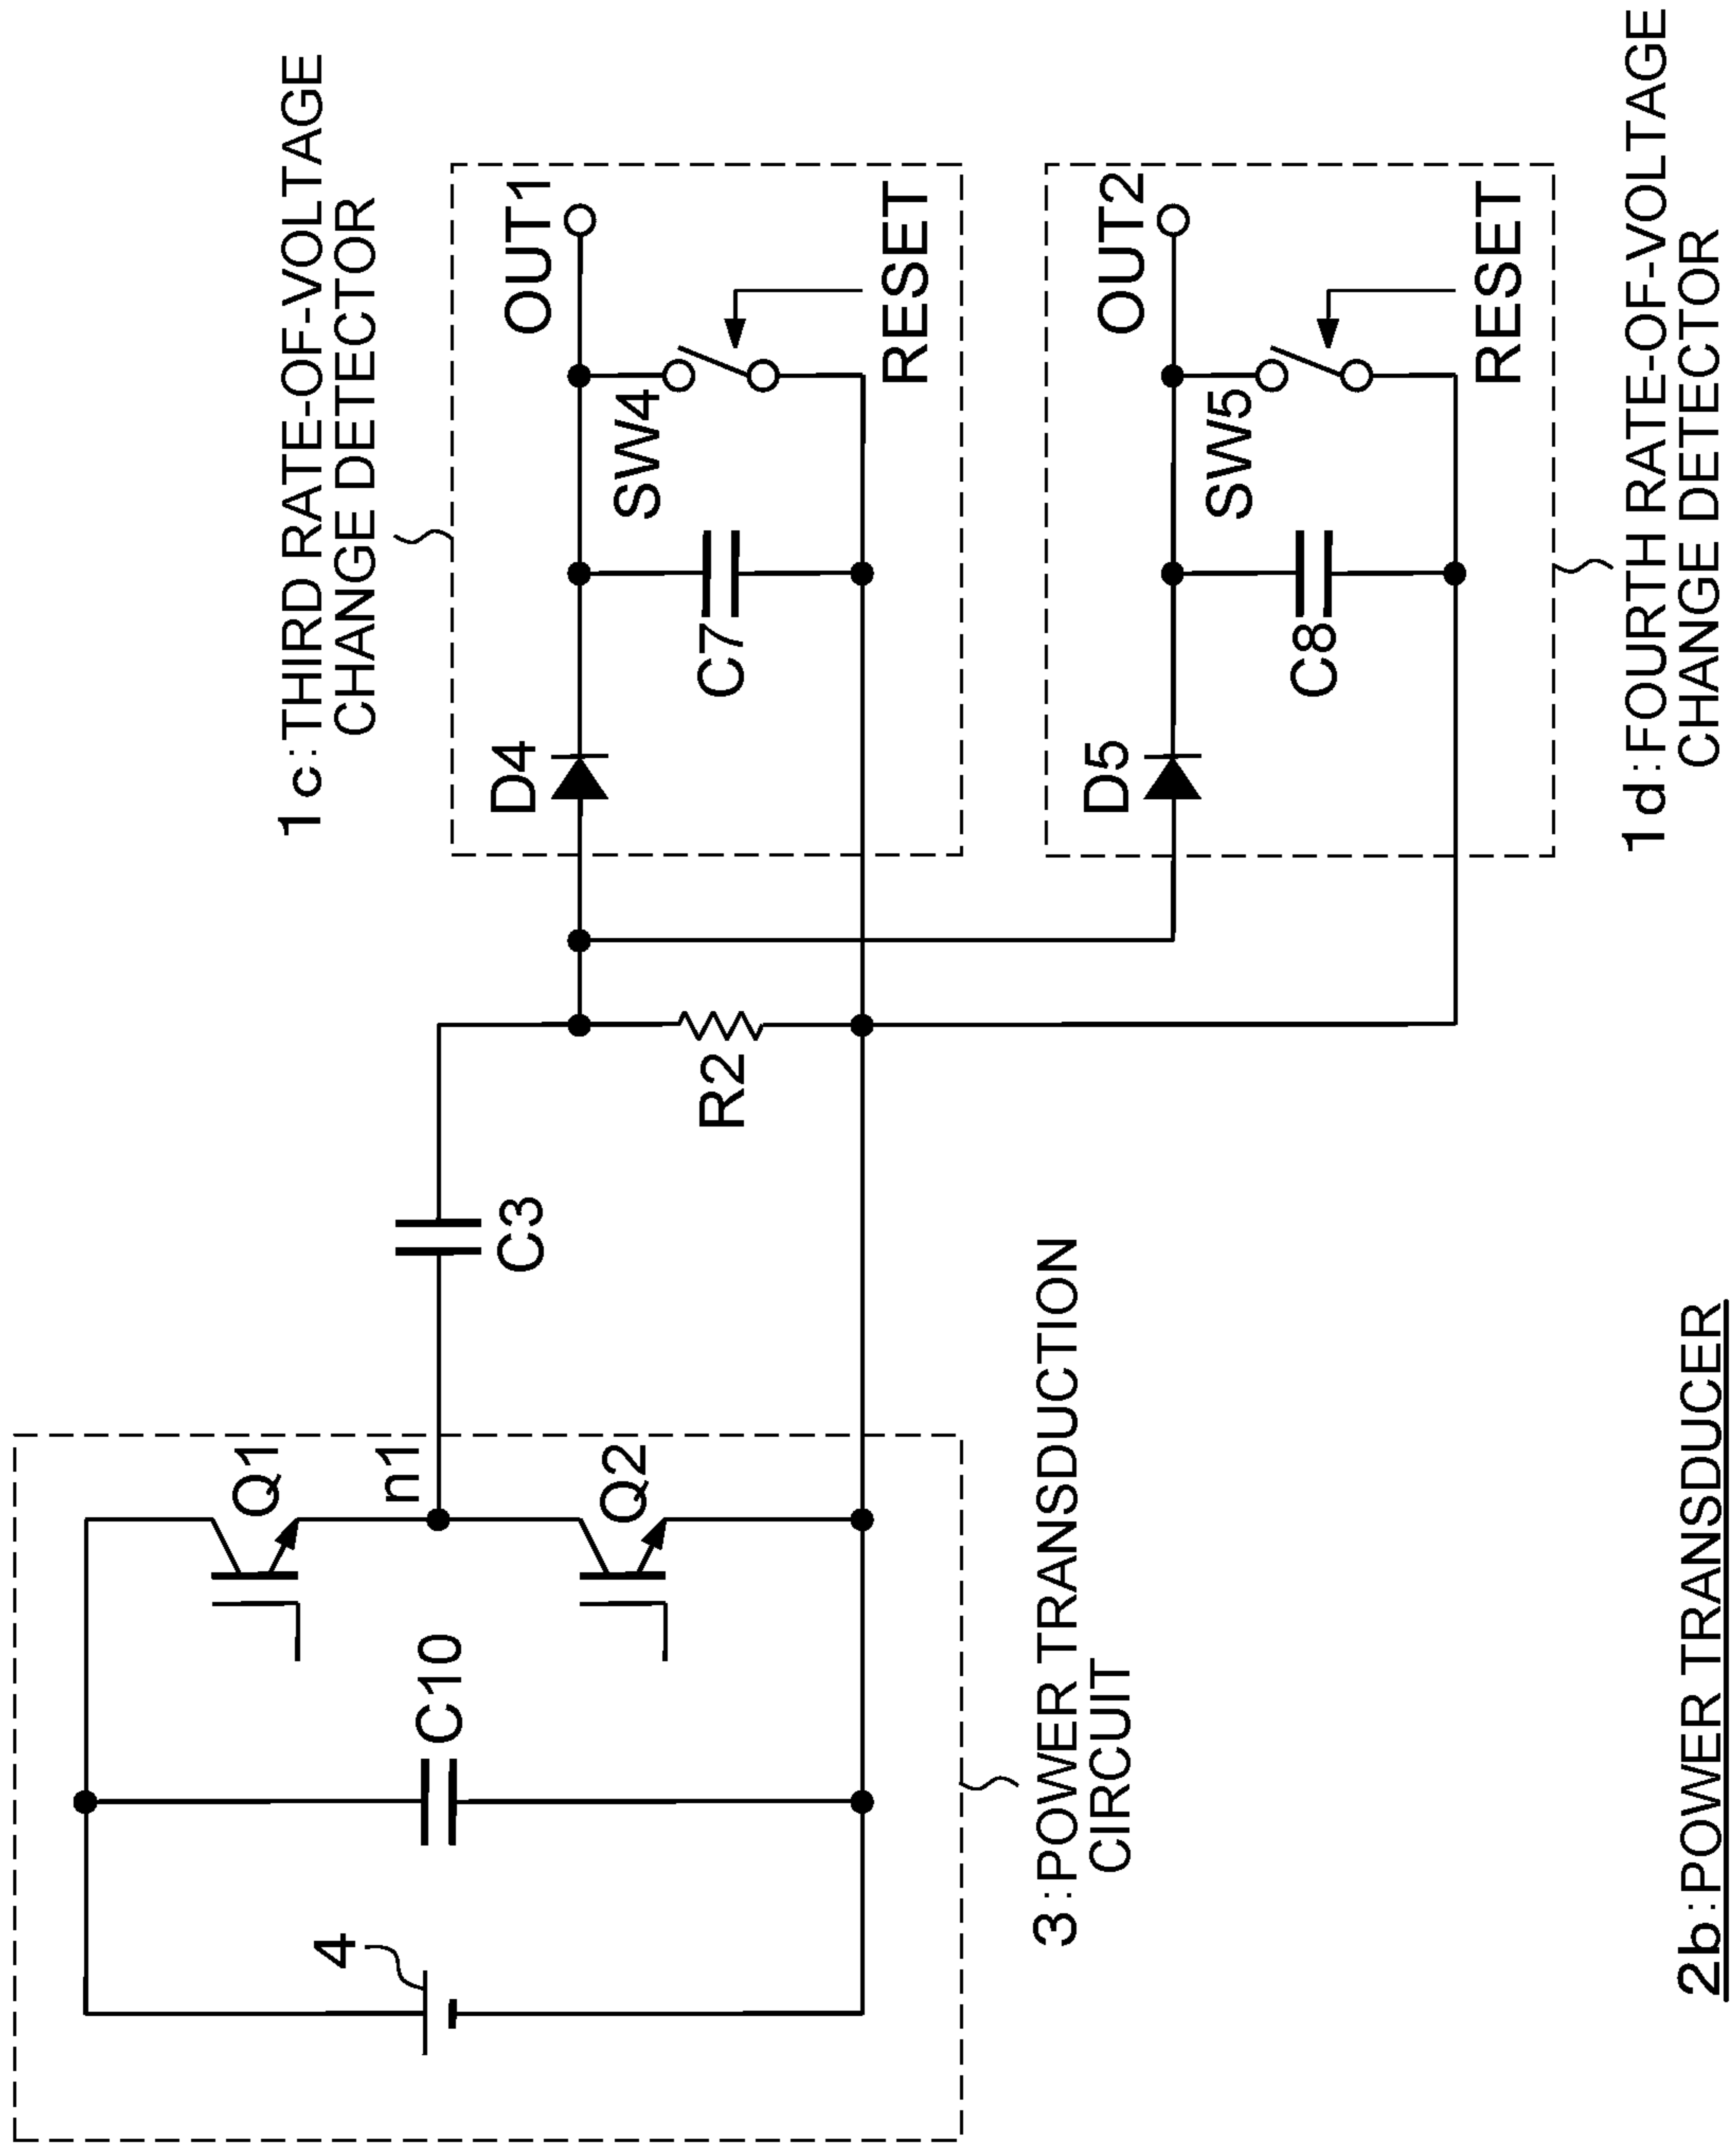 1c:THIRD RATE-OF-VOLTAGE
CHANGE DETECTOR
OUT1
SW4
RESET
C7
D4
OUT2
SW5
RESET
C8
D5
1d:FOURTH RATE-OF-VOLTAGE
CHANGE DETECTOR
R2
C3
Q1
n1
Q2
C10
4
3:POWER TRANSDUCTION
CIRCUIT
2b:POWER TRANSDUCER